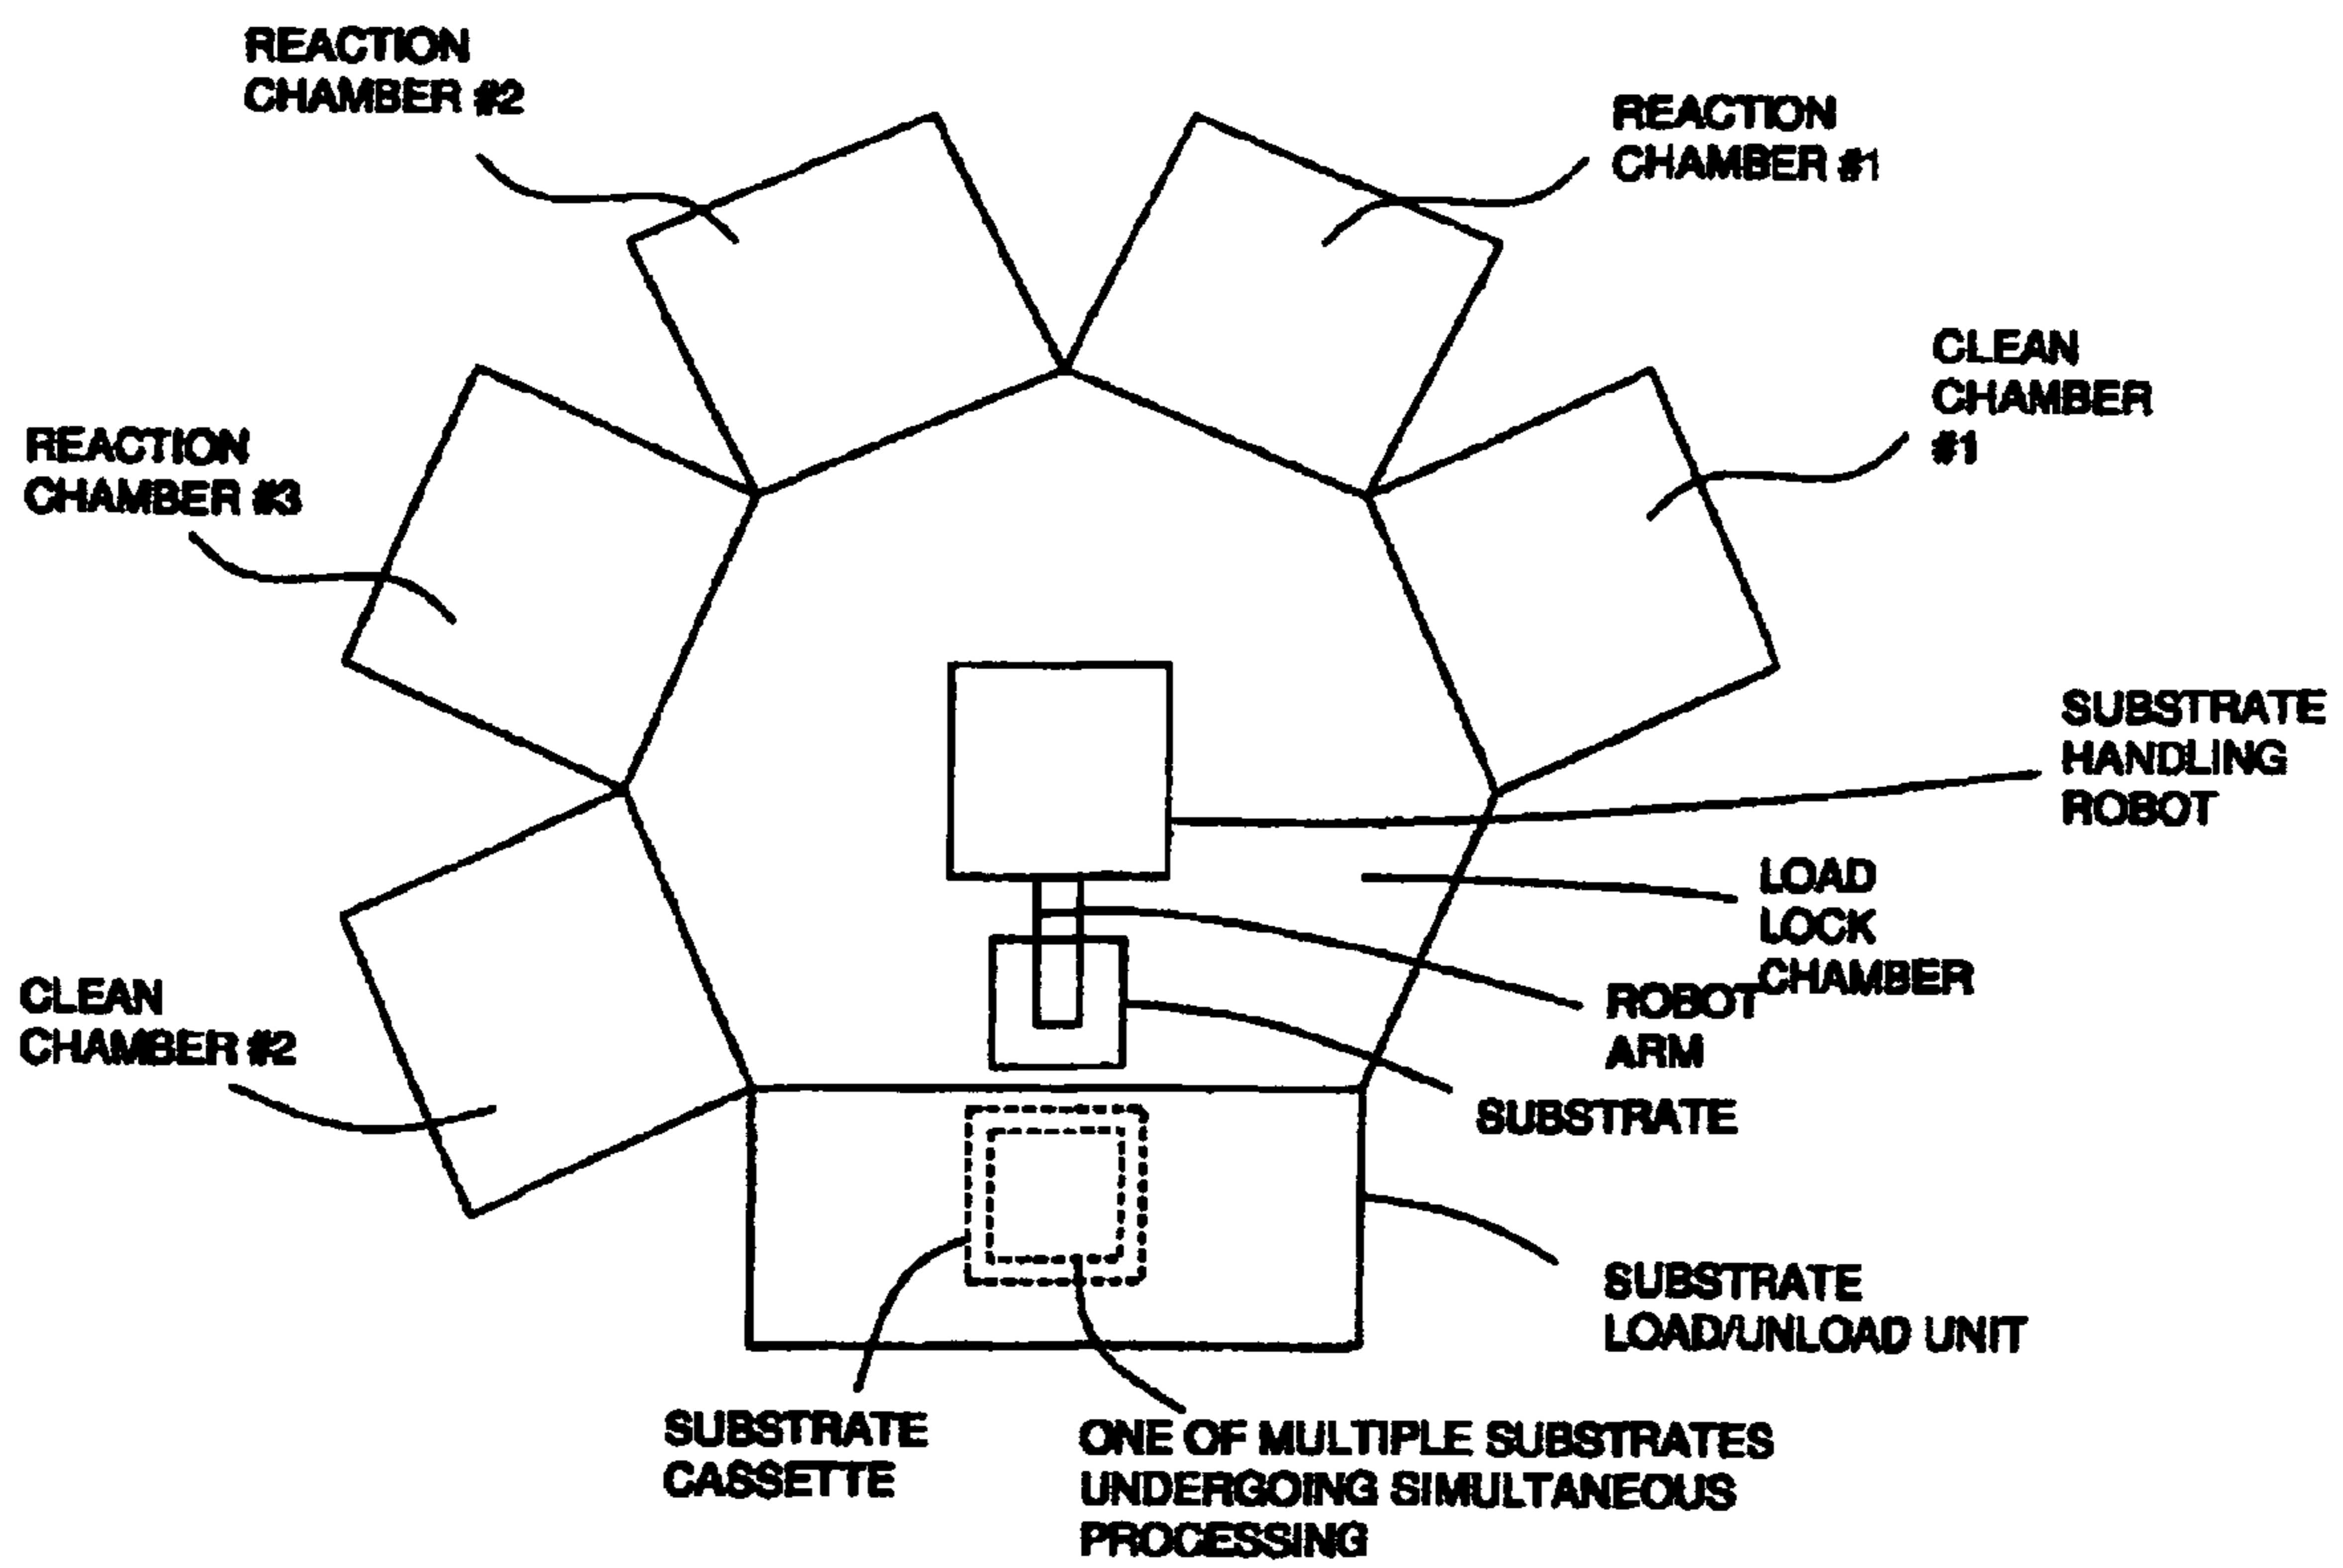 REACTION
CHAMBER #2
REACTION
CHAMBER #1
CLEAN
CHAMBER
#1
REACTION
CHAMBER #3
SUBSTRATE
HANDLING
ROBOT
LOAD
LOCK
CHAMBER
ROBOT
ARM
CLEAN
CHAMBER #2
SUBSTRATE
SUBSTRATE
LOAD/UNLOAD UNIT
SUBSTRATE
CASSETTE
ONE OF MULTIPLE SUBSTRATES
UNDERGOING SIMULTANEOUS
PROCESSING